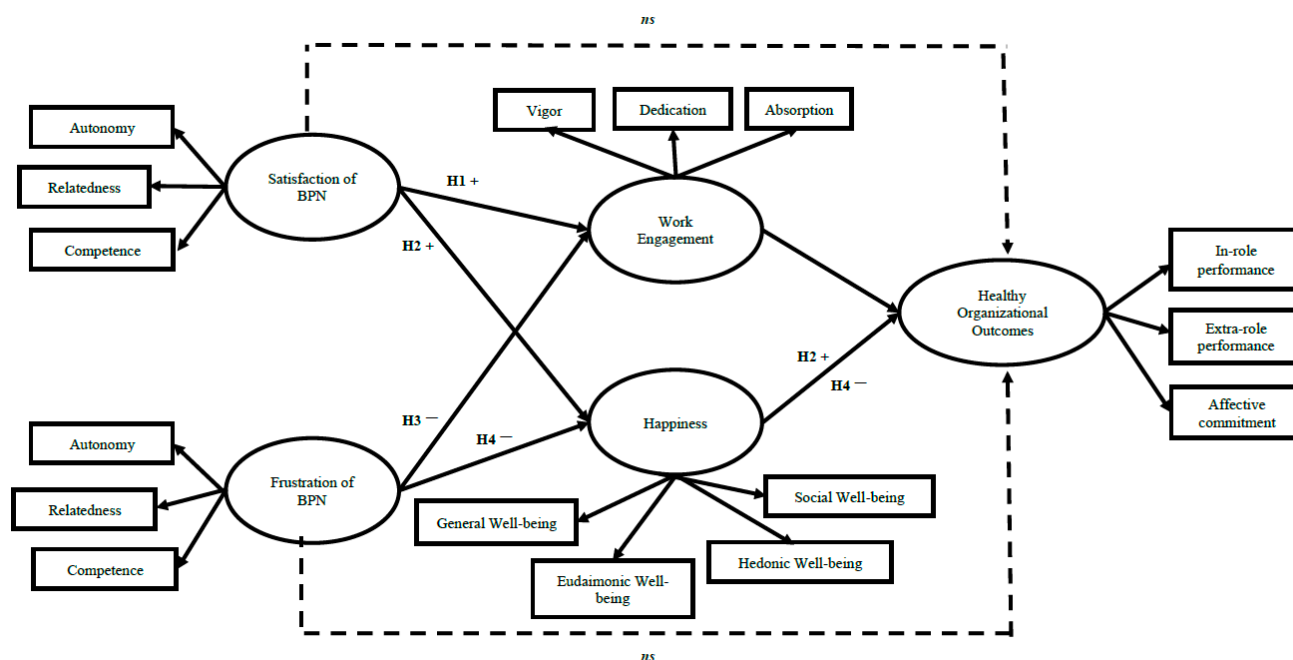 ns
Vigor
Dedication
Absorption
Autonomy
Relatedness
Competence
Satisfaction of
BPN
H1 +
H2 +
Work
Engagement
Healthy
Organizational
Outcomes
In-role
performance
Extra-role
performance
Affective
commitment
H2 +
H4 —
H3 —
H4 —
Happiness
Autonomy
Relatedness
Competence
Frustration of
BPN
General Well-being
Social Well-being
Eudaimonic Well-
being
Hedonic Well-being
ns